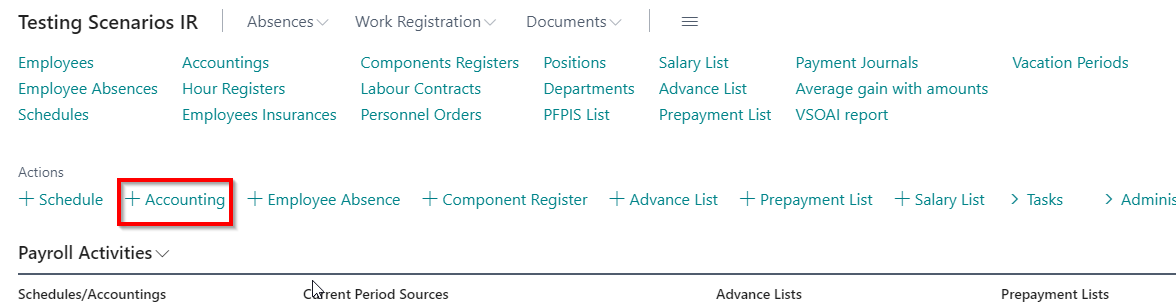 Testing Scenarios IR Absences Work Registration Documents
Employees Accountings Components Registers Positions Salary List Payment Journals Vacation Periods
Employee Absences Hour Registers Labour Contracts Departments Advance List Average gain with amounts
Schedules Employees Insurances Personnel Orders PFPIS List Prepayment List VSOAI report
Actions
+ Schedule + Accounting + Employee Absence + Component Register + Advance List + Prepayment List + Salary List > Tasks > Adminis
Payroll Activities
Schedules/Accountings Current Period Sources Advance Lists Prepayment Lists